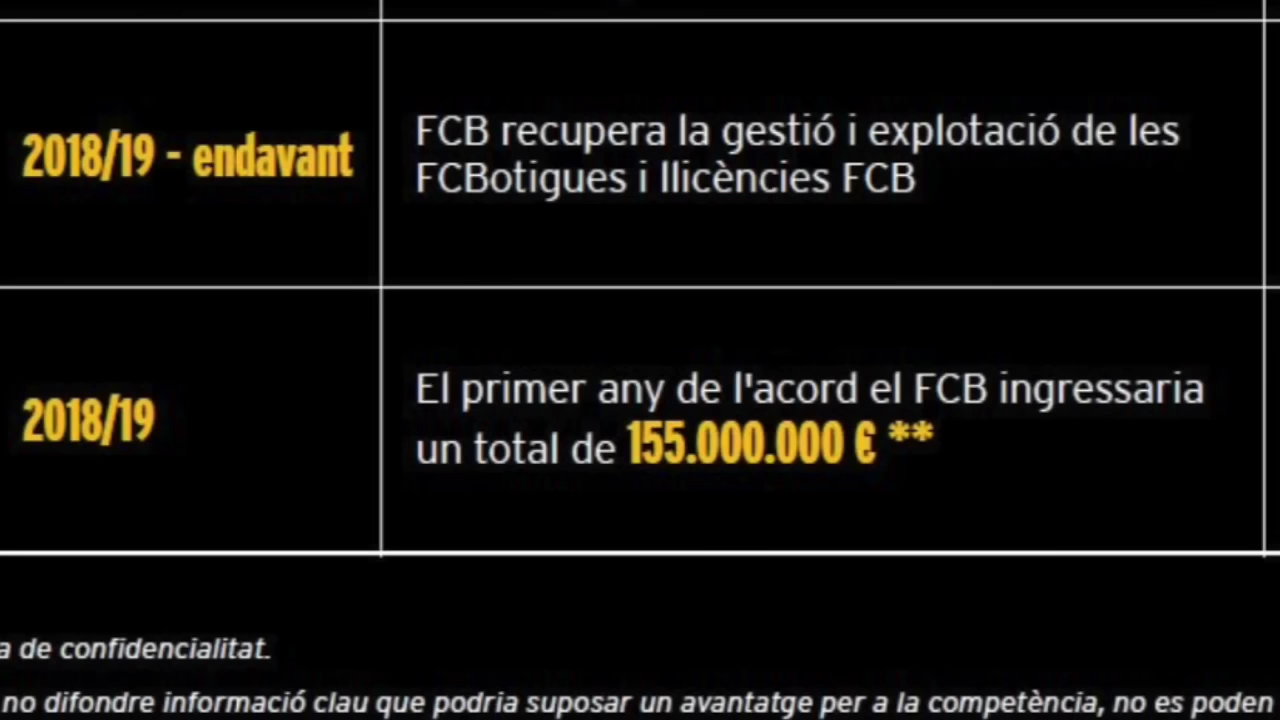 2018/19 - endavant
FCB recupera la gestió i explotació de les
FCBotigues i llicències FCB
2018/19
El primer any de l'acord el FCB ingressaria
un total de 155.000.000 € **
a de confidencialitat.
no difondre informació clau que podria suposar un avantatge per a la competència, no es poden